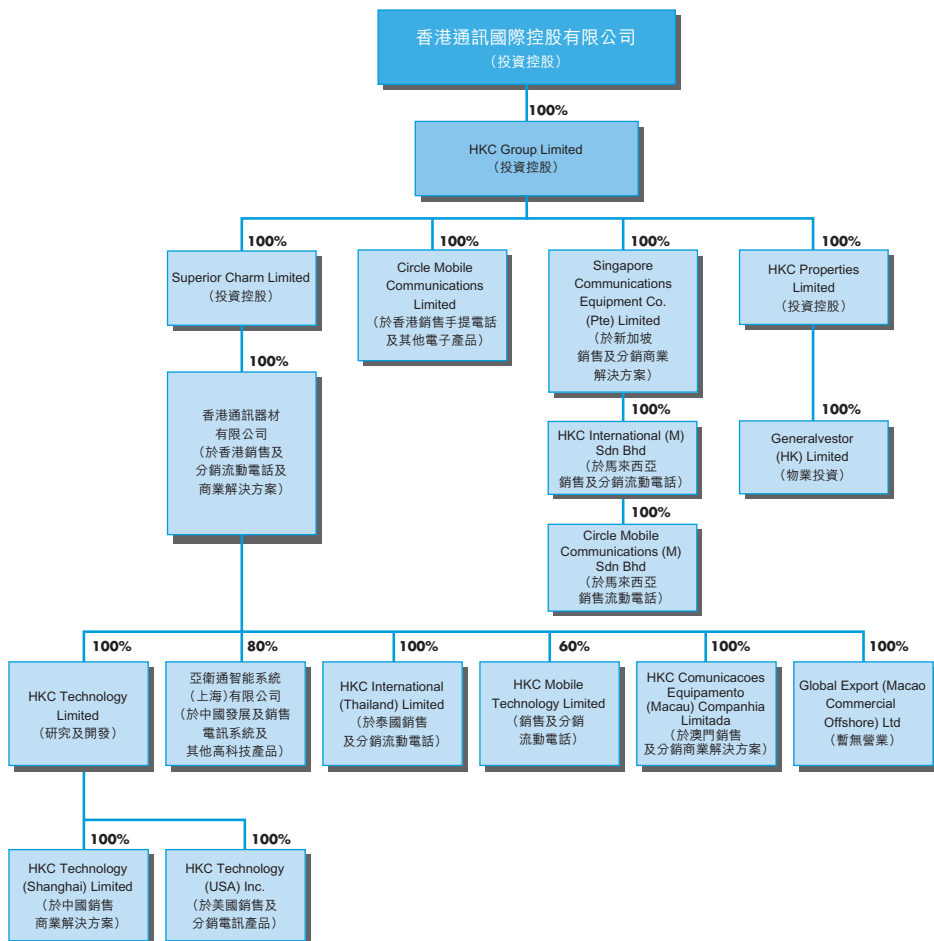 香港通訊國際控股有限公司
（投資控股）
100%
HKC Group Limited
（投資控股）
100%
Superior Charm Limited
（投資控股）
100%
Circle Mobile
Communications
Limited
（於香港銷售手提電話
及其他電子產品）
100%
Singapore
Communications
Equipment Co.
(Pte) Limited
（於新加坡
銷售及分銷商業
解決方案）
100%
HKC Properties
Limited
（投資控股）
100%
香港通訊器材
有限公司
（於香港銷售及
分銷流動電話及
商業解決方案）
100%
HKC International (M)
Sdn Bhd
（於馬來西亞
銷售及分銷流動電話）
100%
Generalvestor
(HK) Limited
（物業投資）
100%
Circle Mobile
Communications (M)
Sdn Bhd
（於馬來西亞
銷售流動電話）
100%
HKC Technology
Limited
（研究及開發）
80%
亞衛通智能系統
（上海）有限公司
（於中國發展及銷售
電訊系統及
其他高科技產品）
100%
HKC International
(Thailand) Limited
（於泰國銷售
及分銷流動電話）
60%
HKC Mobile
Technology Limited
（銷售及分銷
流動電話）
100%
HKC Comunicacoes
Equipamento
(Macau) Companhia
Limitada
（於澳門銷售
及分銷商業解決方案）
100%
Global Export (Macao
Commercial
Offshore) Ltd
（暫無營業）
100%
HKC Technology
(Shanghai) Limited
（於中國銷售
商業解決方案）
100%
HKC Technology
(USA) Inc.
（於美國銷售及
分銷電訊產品）